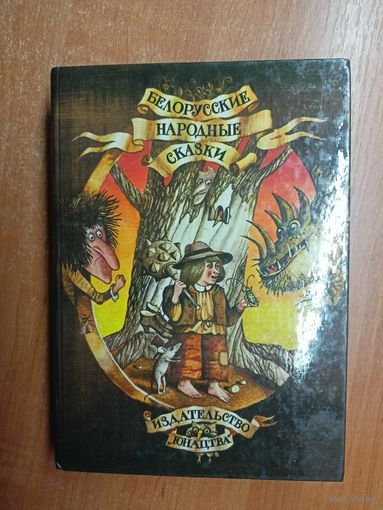 БЕЛОРУССКИЕ
НАРОДНЫЕ
СКАЗКИ
ИЗДАТЕЛЬСТВО
ЮНАЦТВА